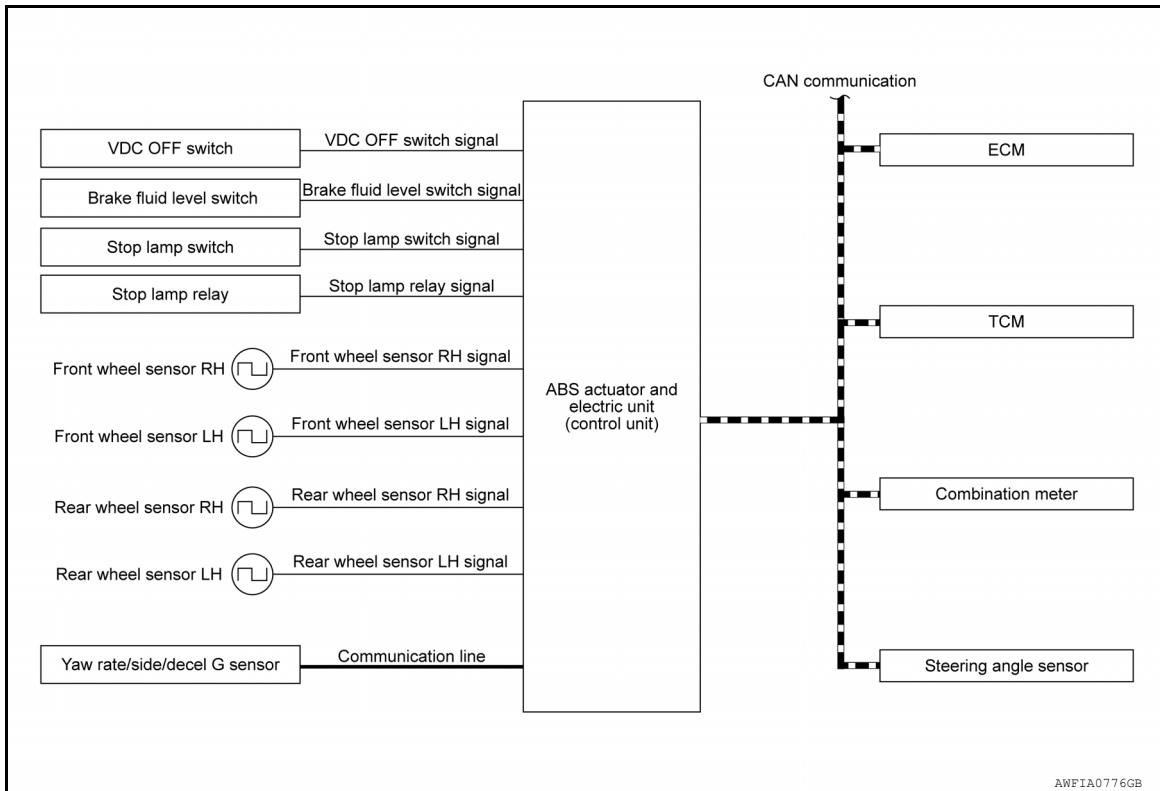 CAN communication
VDC OFF switch
VDC OFF switch signal
ECM
Brake fluid level switch
Brake fluid level switch signal
Stop lamp switch
Stop lamp switch signal
Stop lamp relay
Stop lamp relay signal
TCM
Front wheel sensor RH
Front wheel sensor RH signal
ABS actuator and
electric unit
(control unit)
Front wheel sensor LH
Front wheel sensor LH signal
Rear wheel sensor RH
Rear wheel sensor RH signal
Combination meter
Rear wheel sensor LH
Rear wheel sensor LH signal
Yaw rate/side/decel G sensor
Communication line
Steering angle sensor
AWFIA0776GB